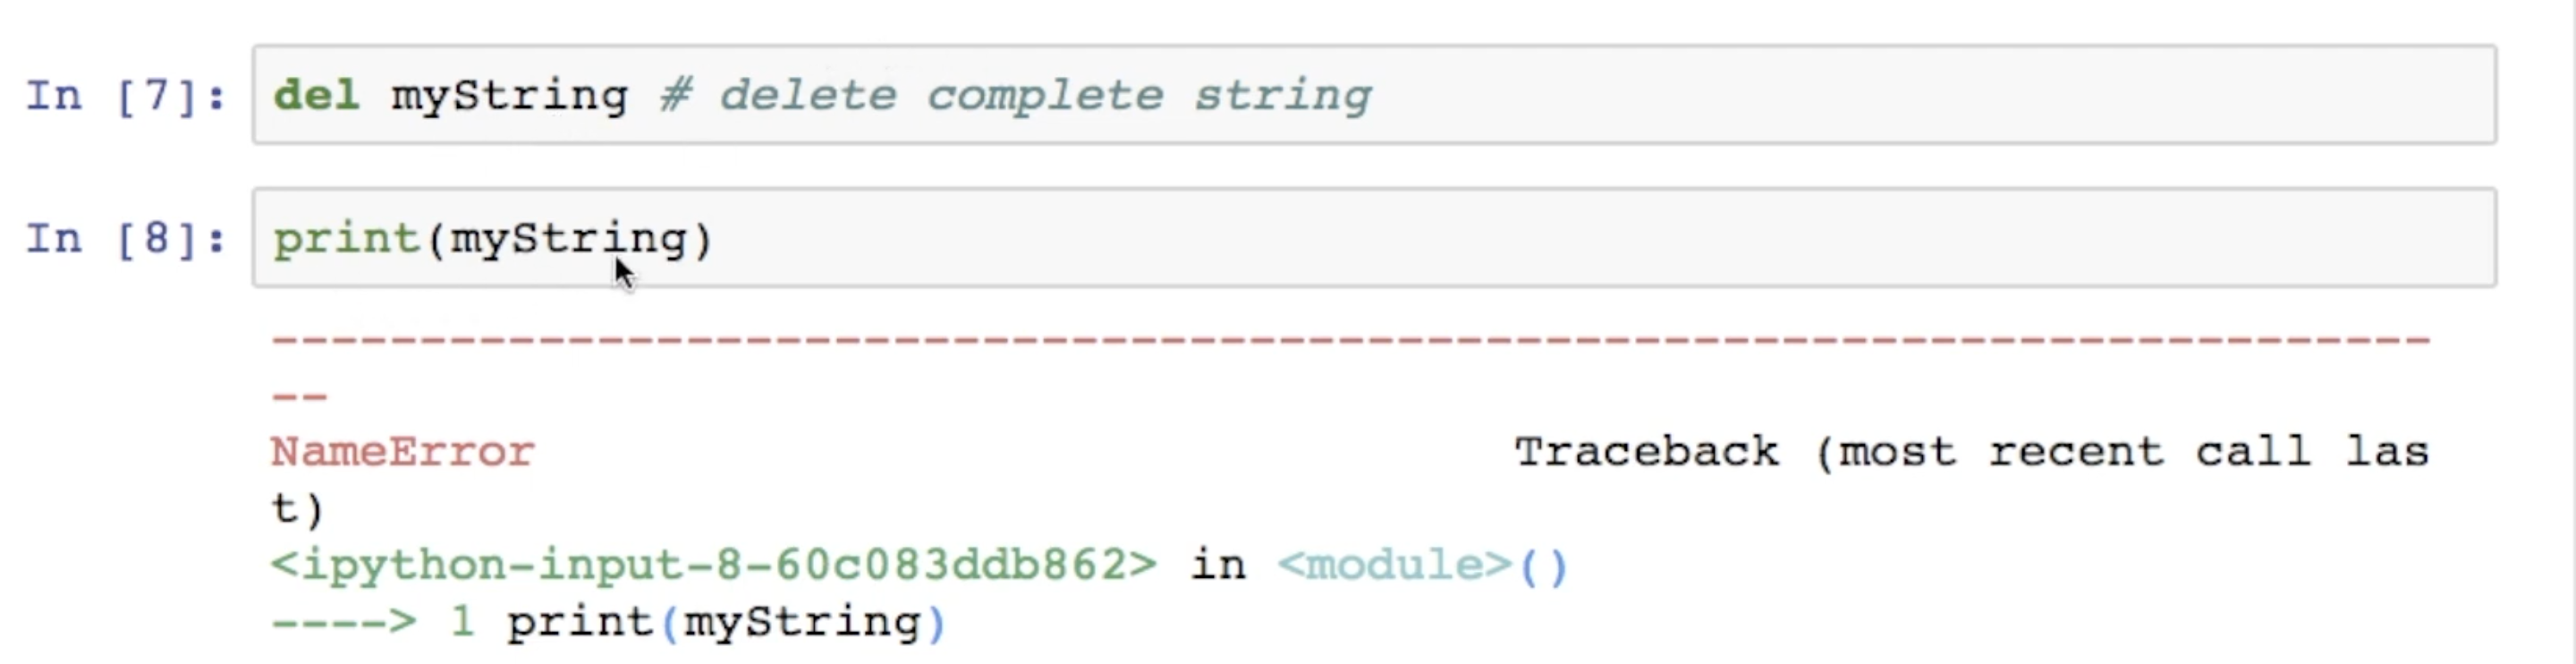 In [7]: del myString # delete complete string
In [8]: print(myString)
---------------------------------------------------------------------------
--
NameError                                 Traceback (most recent call las
t)
<ipython-input-8-60c083ddb862> in <module>()
----> 1 print(myString)